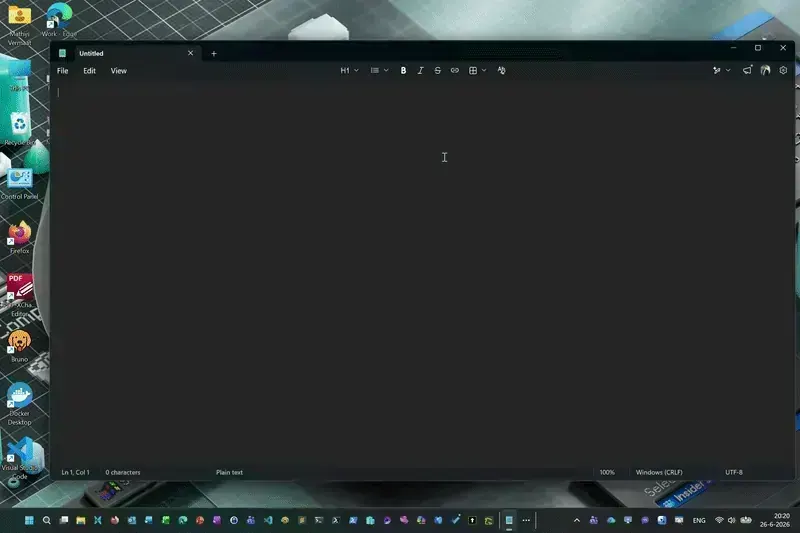 Mathijs
Vermaat
Work - Edge
Untitled
File
Edit
View
H1
B
I
S
Recycle Bin
Control Panel
Firefox
PDF
Editor
Bruno
Docker
Desktop
Visual Studio
Code
Ln 1, Col 1
0 characters
Plain text
100%
Windows (CRLF)
UTF-8
Insider
ENG
20:20
26-6-2026